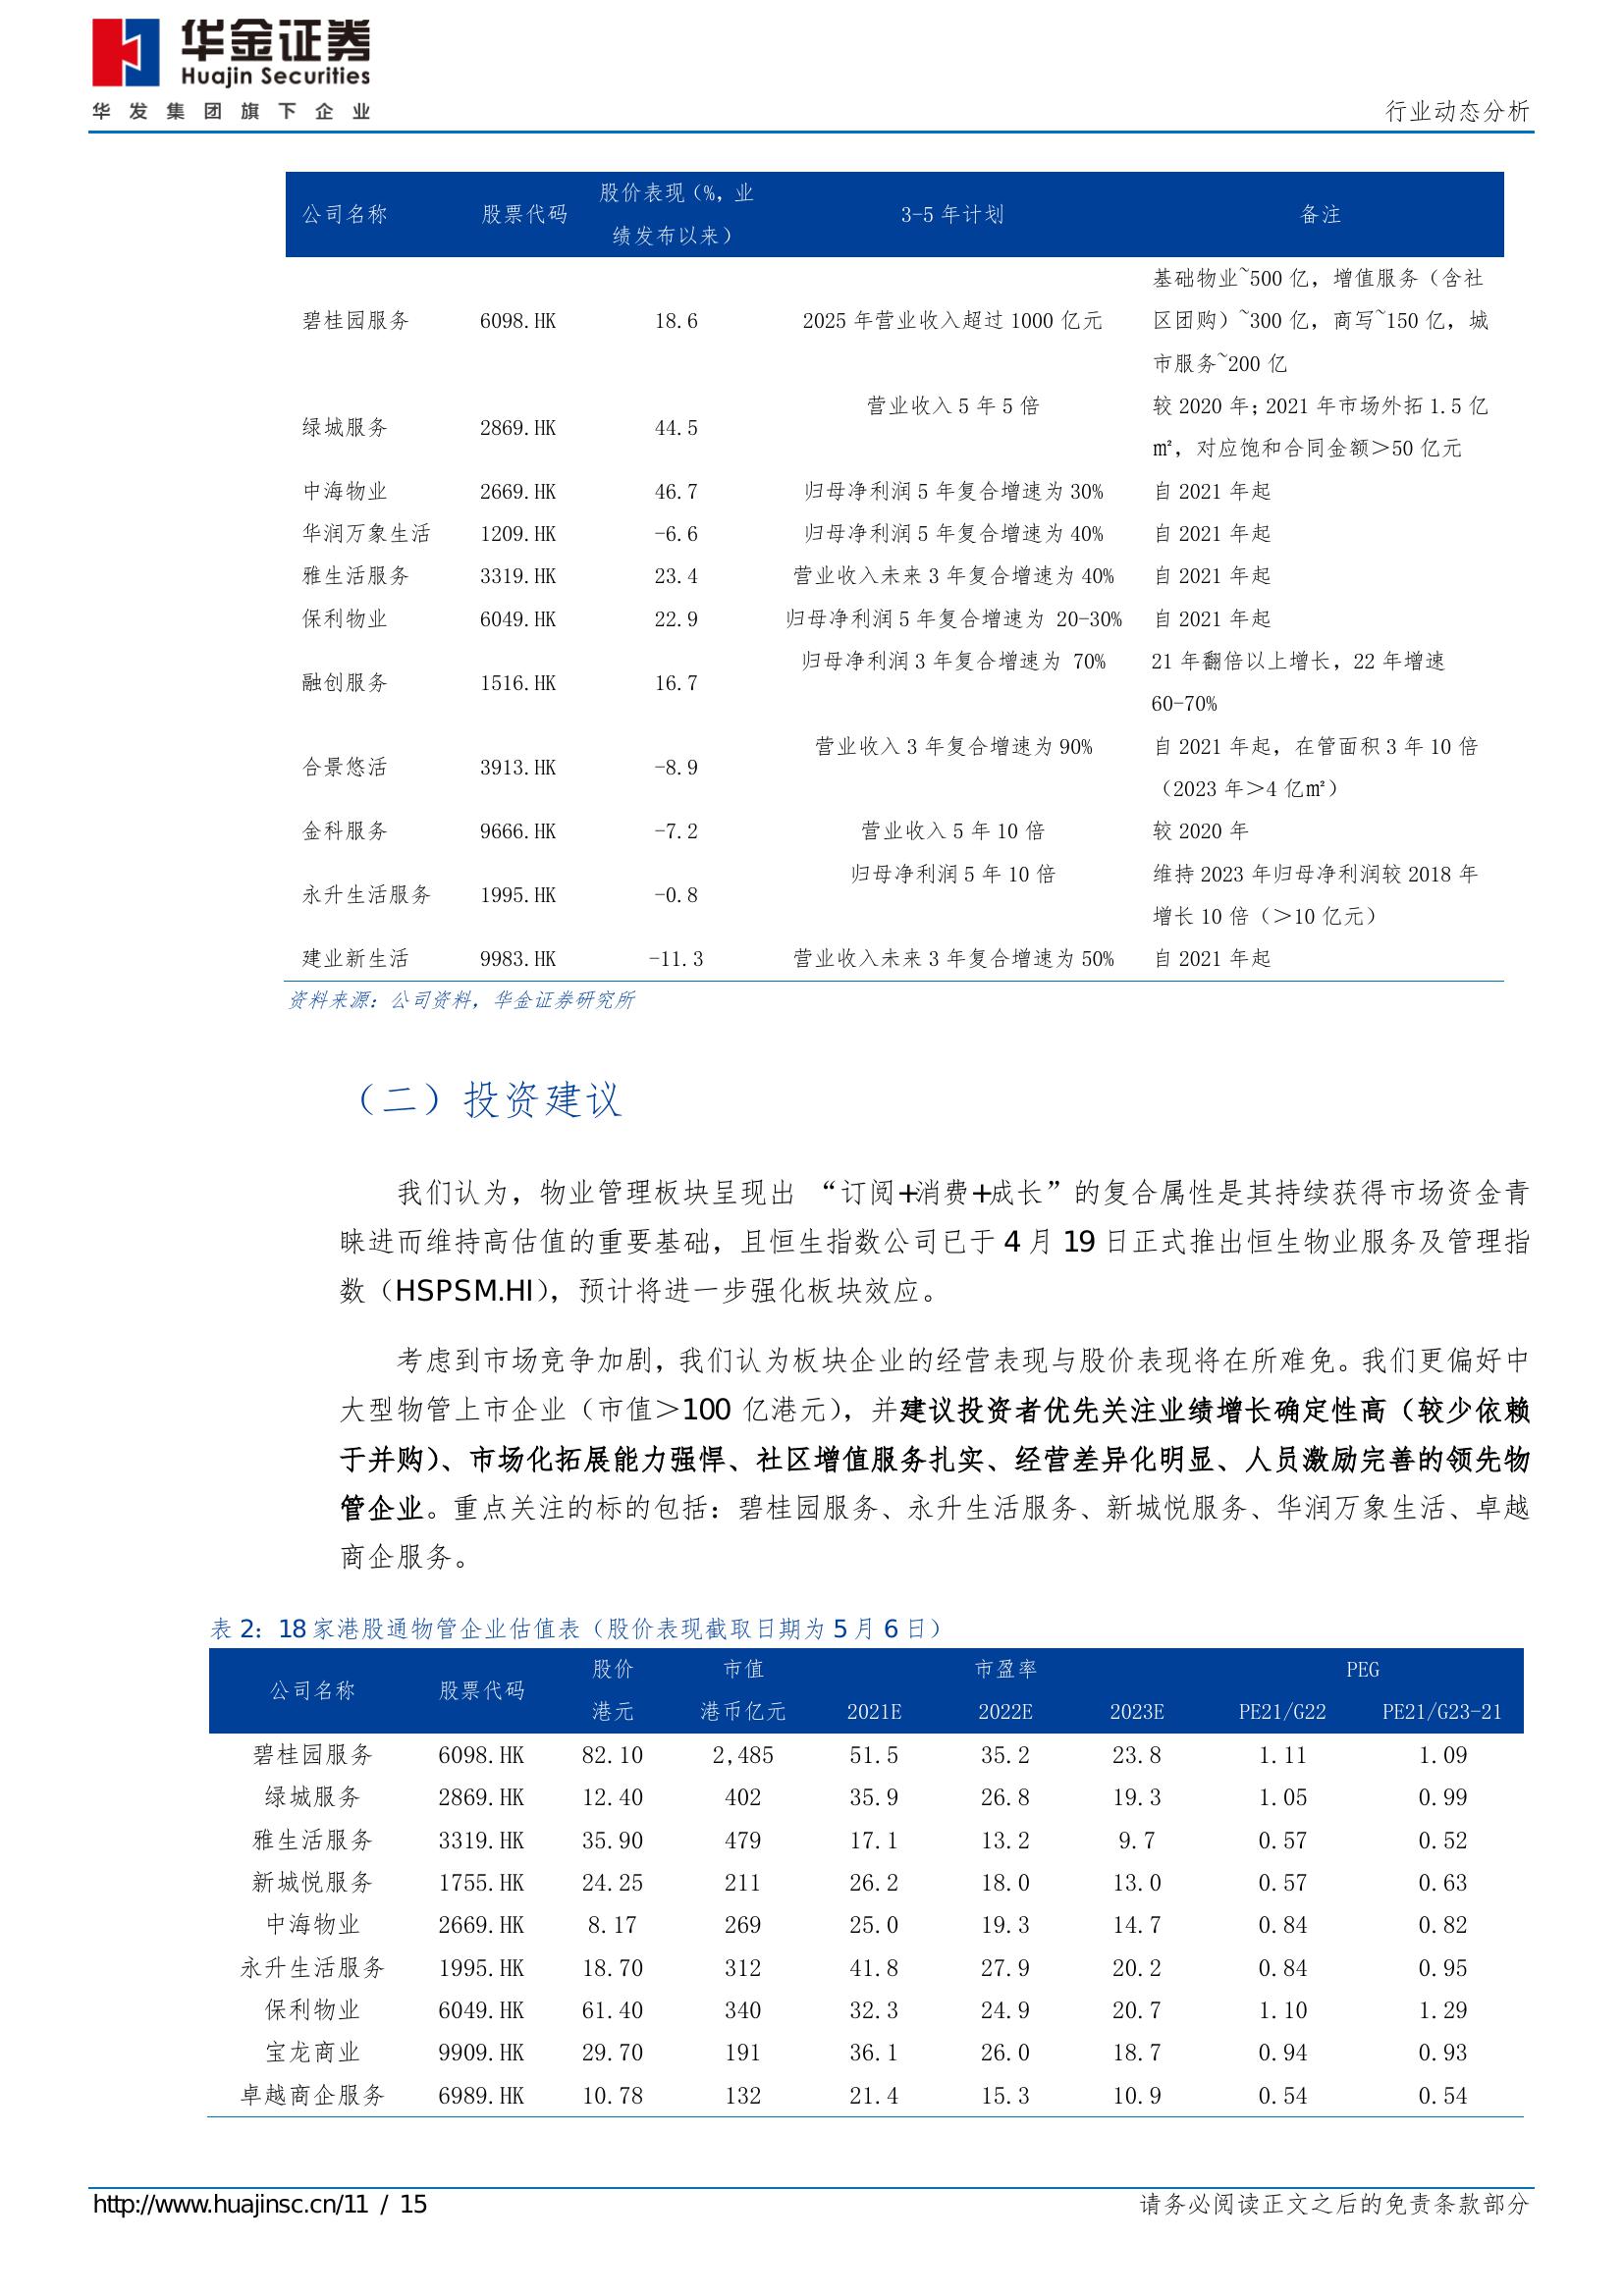 华金证券
Huajin Securities
华发集团旗下企业
行业动态分析
公司名称 股票代码 股价表现（%，业绩发布以来） 3-5 年计划 备注
碧桂园服务 6098.HK 18.6 2025 年营业收入超过 1000 亿元 基础物业~500 亿，增值服务（含社
区团购）~300 亿，商写~150 亿，城
市服务~200 亿
绿城服务 2869.HK 44.5 营业收入 5 年 5 倍 较 2020 年；2021 年市场外拓 1.5 亿
㎡，对应饱和合同金额＞50 亿元
中海物业 2669.HK 46.7 归母净利润 5 年复合增速为 30% 自 2021 年起
华润万象生活 1209.HK -6.6 归母净利润 5 年复合增速为 40% 自 2021 年起
雅生活服务 3319.HK 23.4 营业收入未来 3 年复合增速为 40% 自 2021 年起
保利物业 6049.HK 22.9 归母净利润 5 年复合增速为 20-30% 自 2021 年起
融创服务 1516.HK 16.7 归母净利润 3 年复合增速为 70% 21 年翻倍以上增长，22 年增速
60-70%
合景悠活 3913.HK -8.9 营业收入 3 年复合增速为 90% 自 2021 年起，在管面积 3 年 10 倍
（2023 年＞4 亿㎡）
金科服务 9666.HK -7.2 营业收入 5 年 10 倍 较 2020 年
永升生活服务 1995.HK -0.8 归母净利润 5 年 10 倍 维持 2023 年归母净利润较 2018 年
增长 10 倍（＞10 亿元）
建业新生活 9983.HK -11.3 营业收入未来 3 年复合增速为 50% 自 2021 年起
资料来源：公司资料，华金证券研究所
（二）投资建议
我们认为，物业管理板块呈现出 “订阅+消费+成长”的复合属性是其持续获得市场资金青
睐进而维持高估值的重要基础，且恒生指数公司已于 4 月 19 日正式推出恒生物业服务及管理指
数（HSPSM.HI），预计将进一步强化板块效应。
考虑到市场竞争加剧，我们认为板块企业的经营表现与股价表现将在所难免。我们更偏好中
大型物管上市企业（市值＞100 亿港元），并建议投资者优先关注业绩增长确定性高（较少依赖
于并购）、市场化拓展能力强悍、社区增值服务扎实、经营差异化明显、人员激励完善的领先物
管企业。重点关注的标的包括：碧桂园服务、永升生活服务、新城悦服务、华润万象生活、卓越
商企服务。
表 2：18 家港股通物管企业估值表（股价表现截取日期为 5 月 6 日）
公司名称 股票代码 股价 市值 市盈率 PEG
港元 港币亿元 2021E 2022E 2023E PE21/G22 PE21/G23-21
碧桂园服务 6098.HK 82.10 2,485 51.5 35.2 23.8 1.11 1.09
绿城服务 2869.HK 12.40 402 35.9 26.8 19.3 1.05 0.99
雅生活服务 3319.HK 35.90 479 17.1 13.2 9.7 0.57 0.52
新城悦服务 1755.HK 24.25 211 26.2 18.0 13.0 0.57 0.63
中海物业 2669.HK 8.17 269 25.0 19.3 14.7 0.84 0.82
永升生活服务 1995.HK 18.70 312 41.8 27.9 20.2 0.84 0.95
保利物业 6049.HK 61.40 340 32.3 24.9 20.7 1.10 1.29
宝龙商业 9909.HK 29.70 191 36.1 26.0 18.7 0.94 0.93
卓越商企服务 6989.HK 10.78 132 21.4 15.3 10.9 0.54 0.54
http://www.huajinsc.cn/11 / 15
请务必阅读正文之后的免责条款部分